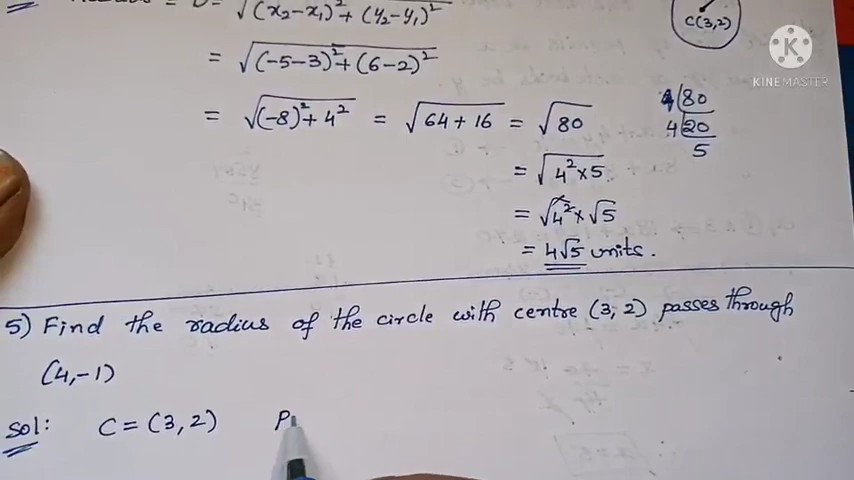 = √(x₂-x₁)² + (y₂-y₁)²
C(3,2)
= √(-5-3)² + (6-2)²
= √(-8)² + 4² = √64 + 16 = √80
4|80
4|20
5
= √4² × 5
= √4² × √5
= 4√5 units.
5) Find the radius of the circle with centre (3, 2) passes through
(4,-1)
Sol: C = (3, 2) P
K
KINEMASTER